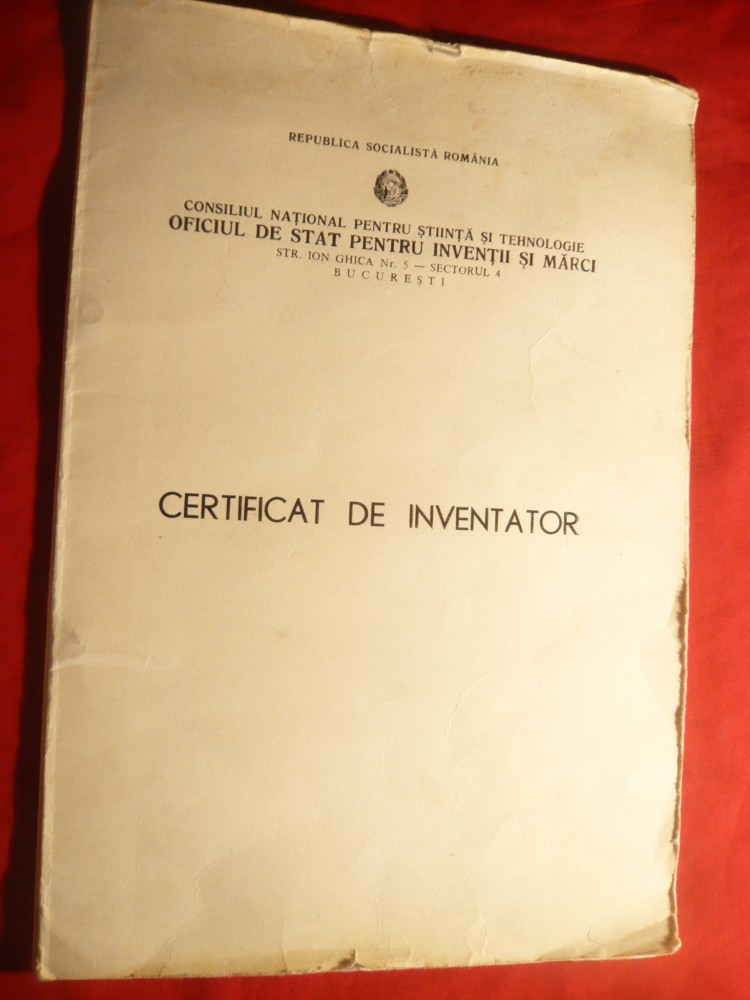 REPUBLICA SOCIALISTĂ ROMÂNIA
CONSILIUL NAȚIONAL PENTRU ȘTIINȚĂ ȘI TEHNOLOGIE
OFICIUL DE STAT PENTRU INVENȚII ȘI MĂRCI
STR. ION GHICA Nr. 5 — SECTORUL 4
BUCUREȘTI
CERTIFICAT DE INVENTATOR